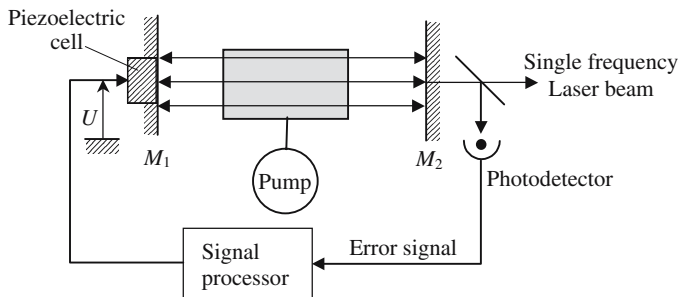 Piezoelectric
cell
Single frequency
Laser beam
U
M1
M2
Pump
Photodetector
Signal
processor
Error signal